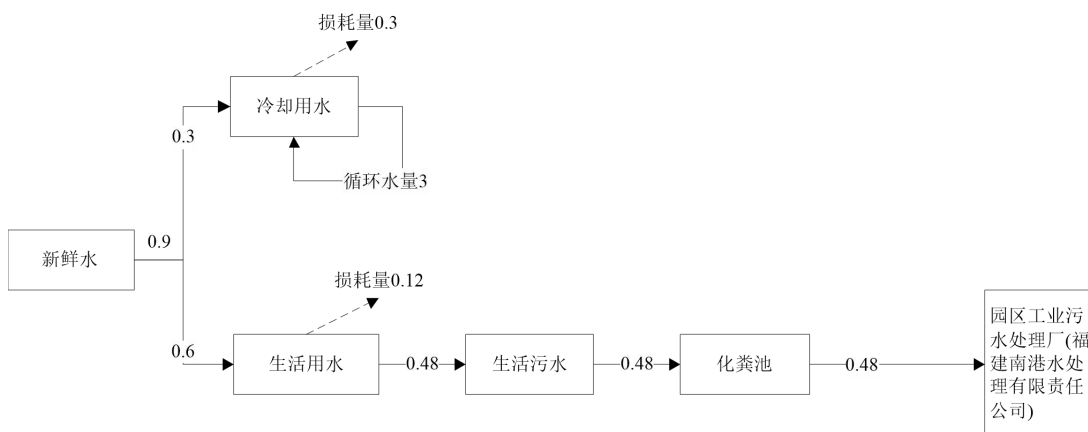 损耗量0.3
冷却用水
0.3
循环水量3
新鲜水
0.9
损耗量0.12
0.6
生活用水
0.48
生活污水
0.48
化粪池
0.48
园区工业污
水处理厂(福
建南港水处
理有限责任
公司)